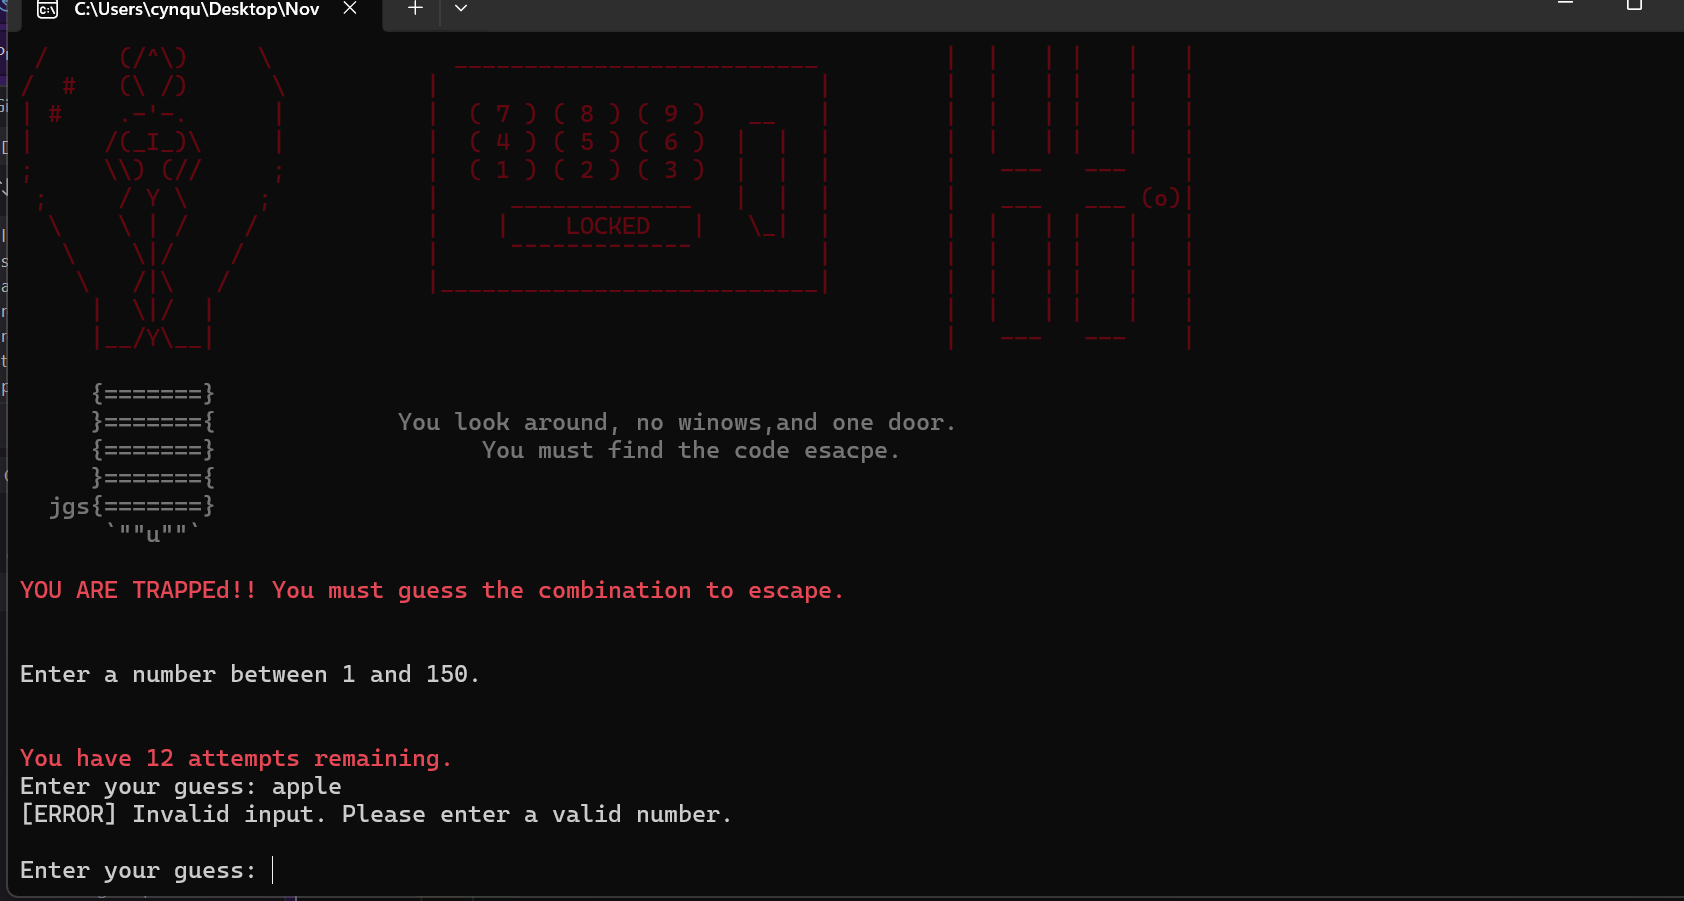 C:\Users\cynqu\Desktop\Nov
( 7 ) ( 8 ) ( 9 )
( 4 ) ( 5 ) ( 6 )
( 1 ) ( 2 ) ( 3 )
LOCKED
You look around, no winows,and one door.
You must find the code esacpe.
jgs
YOU ARE TRAPPEd!! You must guess the combination to escape.
Enter a number between 1 and 150.
You have 12 attempts remaining.
Enter your guess: apple
[ERROR] Invalid input. Please enter a valid number.
Enter your guess: